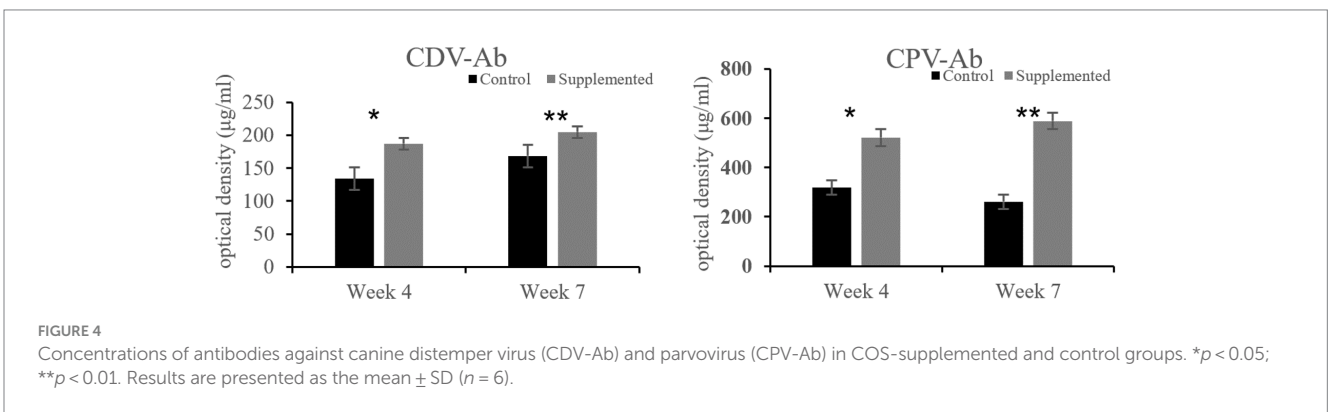 CDV-Ab
Control Supplemented
optical density (µg/ml)
250
200
150
100
50
0
* **
Week 4 Week 7
CPV-Ab
Control Supplemented
optical density (µg/ml)
800
600
400
200
0
* **
Week 4 Week 7
FIGURE 4
Concentrations of antibodies against canine distemper virus (CDV-Ab) and parvovirus (CPV-Ab) in COS-supplemented and control groups. *p < 0.05;
**p < 0.01. Results are presented as the mean ± SD (n = 6).